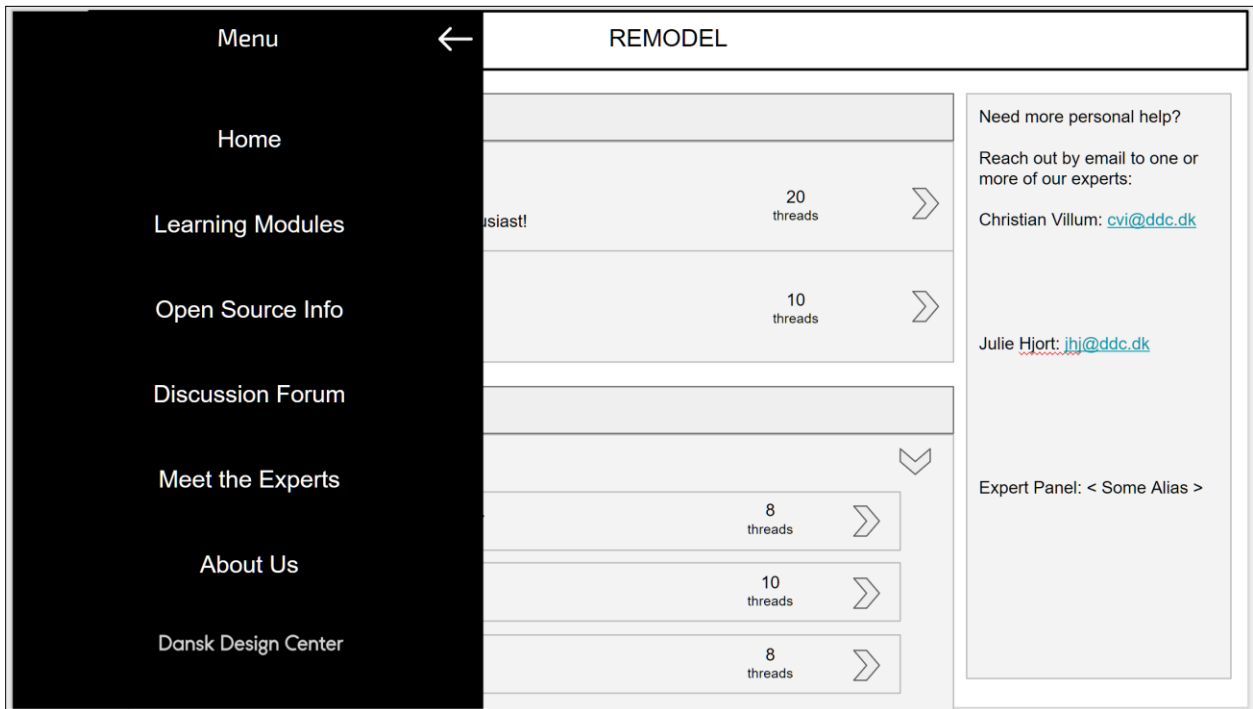 Menu
REMODEL
Home
Learning Modules
Open Source Info
Discussion Forum
Meet the Experts
About Us
Dansk Design Center
usiast!
20
threads
10
threads
8
threads
10
threads
8
threads
Need more personal help?
Reach out by email to one or
more of our experts:
Christian Villum: cvi@ddc.dk
Julie Hjort: jhj@ddc.dk
Expert Panel: < Some Alias >